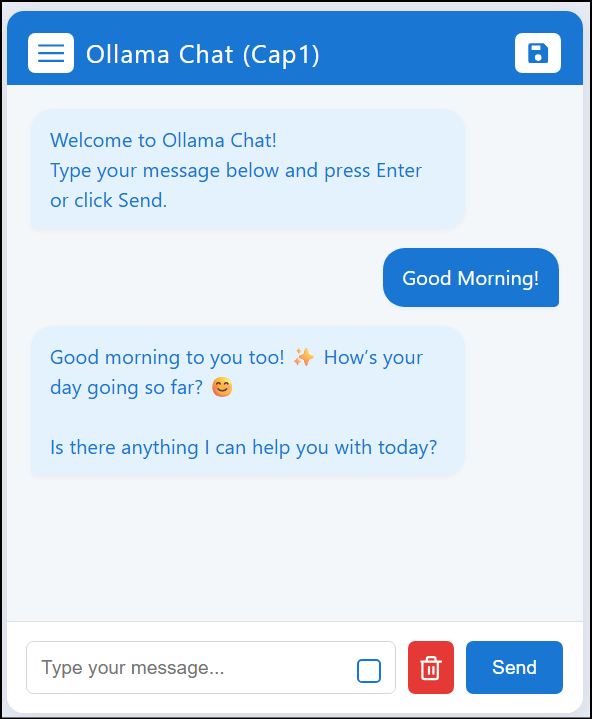 Ollama Chat (Cap1)
Welcome to Ollama Chat!
Type your message below and press Enter
or click Send.
Good Morning!
Good morning to you too! ✨ How’s your
day going so far? 😊
Is there anything I can help you with today?
Type your message...
Send